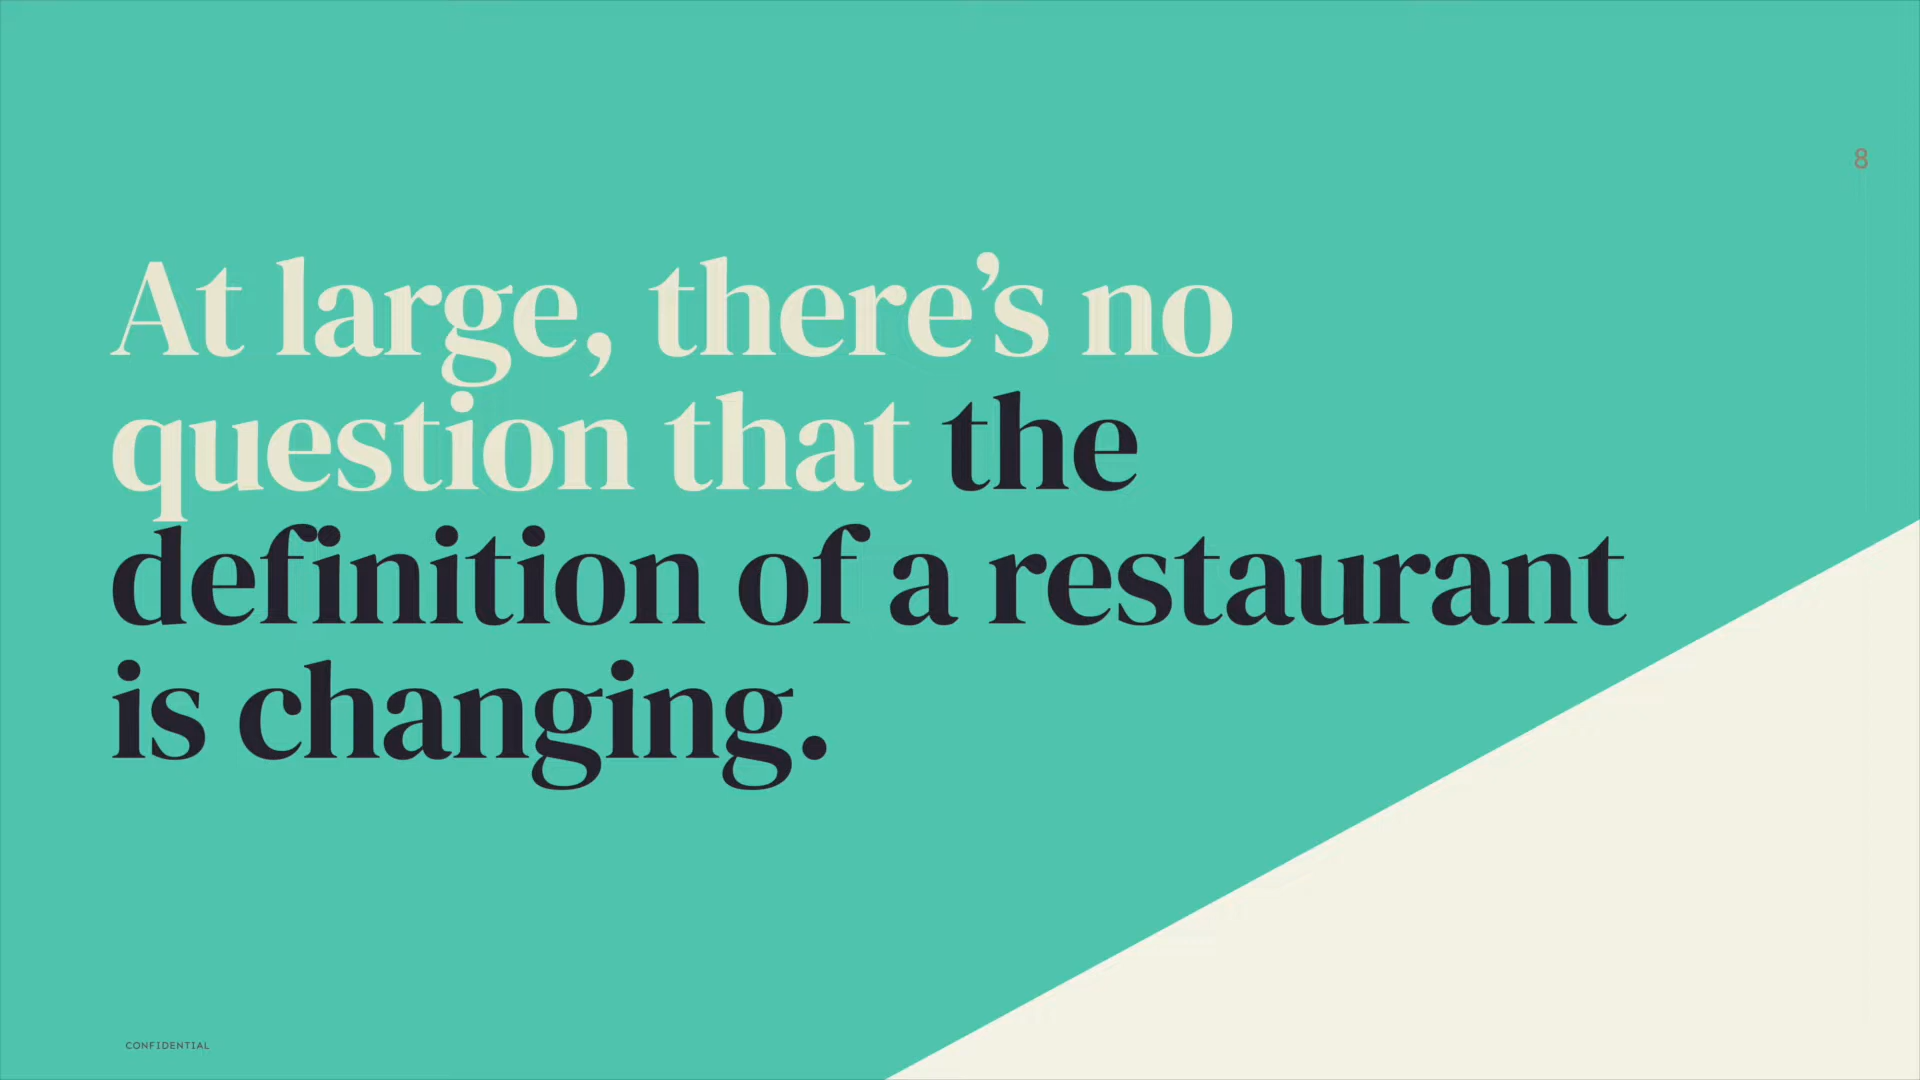 8
At large, there’s no
question that the
definition of a restaurant
is changing.
CONFIDENTIAL